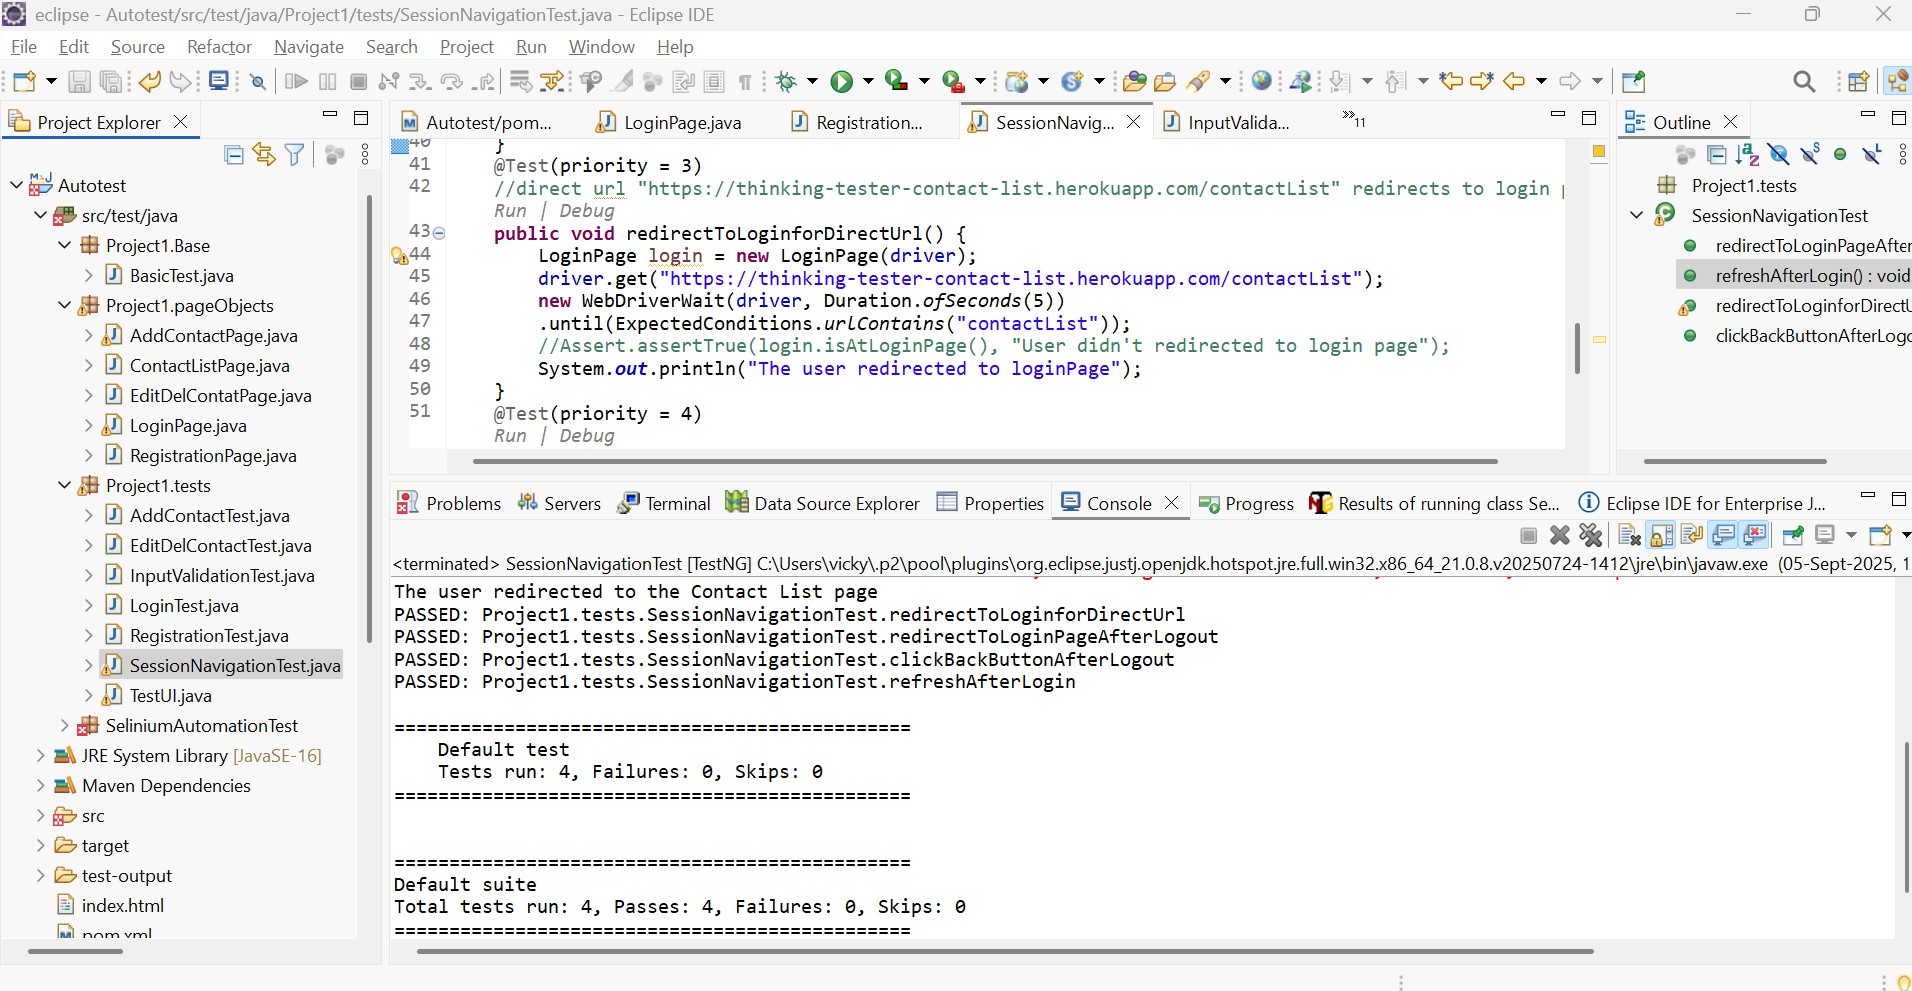 eclipse - Autotest/src/test/java/Project1/tests/SessionNavigationTest.java - Eclipse IDE
File Edit Source Refactor Navigate Search Project Run Window Help
Project Explorer
Autotest
src/test/java
Project1.Base
BasicTest.java
Project1.pageObjects
AddContactPage.java
ContactListPage.java
EditDelContatPage.java
LoginPage.java
RegistrationPage.java
Project1.tests
AddContactTest.java
EditDelContactTest.java
InputValidationTest.java
LoginTest.java
RegistrationTest.java
SessionNavigationTest.java
TestUI.java
SeliniumAutomationTest
JRE System Library [JavaSE-16]
Maven Dependencies
src
target
test-output
index.html
pom.xml
Autotest/pom... LoginPage.java Registration... SessionNavig... InputValida... »11
40 }
41 @Test(priority = 3)
42 //direct url "https://thinking-tester-contact-list.herokuapp.com/contactList" redirects to login
Run | Debug
43 public void redirectToLoginforDirectUrl() {
44 LoginPage login = new LoginPage(driver);
45 driver.get("https://thinking-tester-contact-list.herokuapp.com/contactList");
46 new WebDriverWait(driver, Duration.ofSeconds(5))
47 .until(ExpectedConditions.urlContains("contactList"));
48 //Assert.assertTrue(login.isAtLoginPage(), "User didn't redirected to login page");
49 System.out.println("The user redirected to loginPage");
50 }
51 @Test(priority = 4)
Run | Debug
Outline
Project1.tests
SessionNavigationTest
redirectToLoginPageAfter
refreshAfterLogin() : void
redirectToLoginforDirectU
clickBackButtonAfterLogo
Problems Servers Terminal Data Source Explorer Properties Console Progress Results of running class Se... Eclipse IDE for Enterprise J...
<terminated> SessionNavigationTest [TestNG] C:\Users\vicky\.p2\pool\plugins\org.eclipse.justj.openjdk.hotspot.jre.full.win32.x86_64_21.0.8.v20250724-1412\jre\bin\javaw.exe (05-Sept-2025, 1
The user redirected to the Contact List page
PASSED: Project1.tests.SessionNavigationTest.redirectToLoginforDirectUrl
PASSED: Project1.tests.SessionNavigationTest.redirectToLoginPageAfterLogout
PASSED: Project1.tests.SessionNavigationTest.clickBackButtonAfterLogout
PASSED: Project1.tests.SessionNavigationTest.refreshAfterLogin
===============================================
Default test
Tests run: 4, Failures: 0, Skips: 0
===============================================
===============================================
Default suite
Total tests run: 4, Passes: 4, Failures: 0, Skips: 0
===============================================